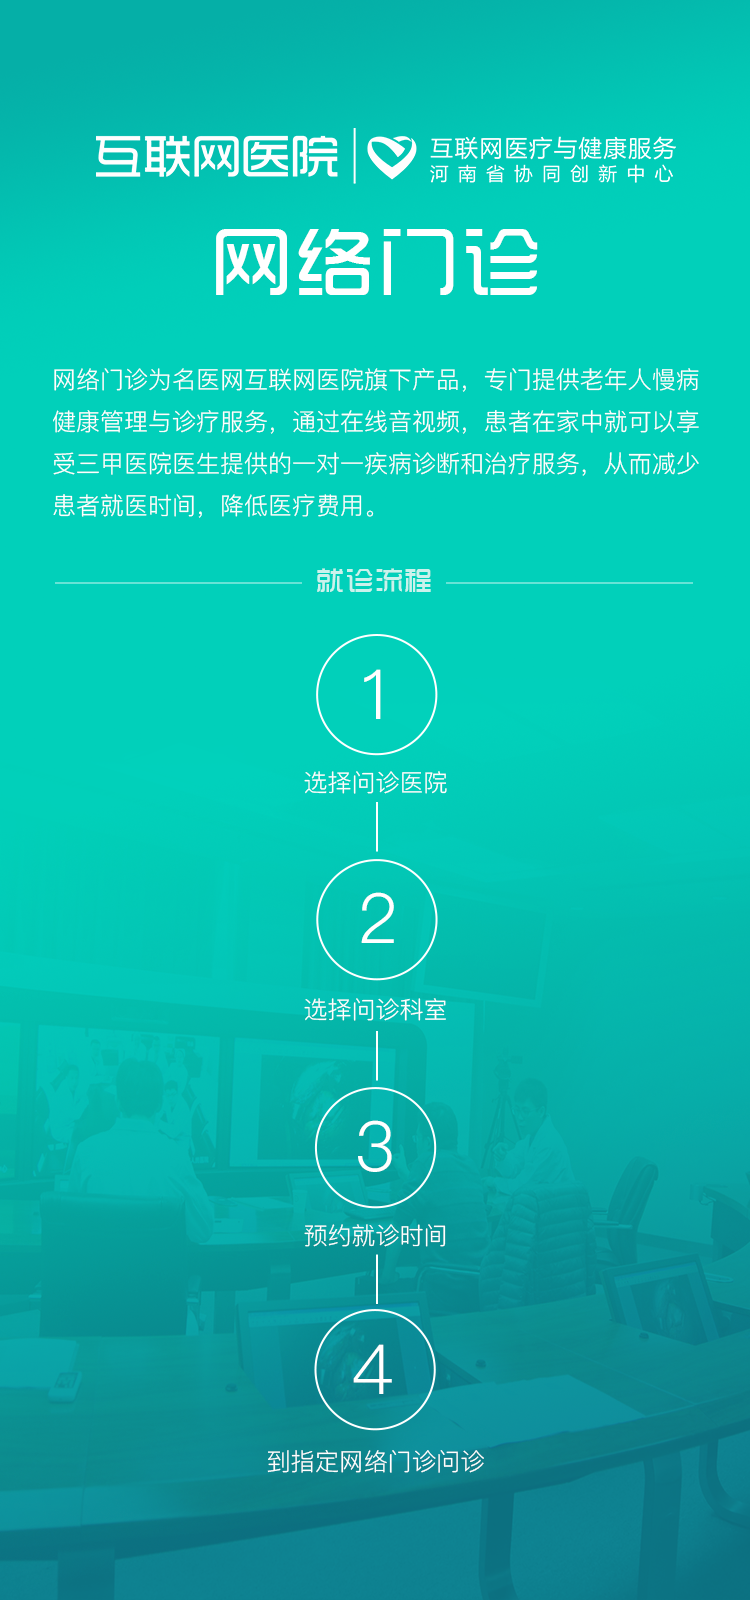 互联网医院
互联网医疗与健康服务
河南省协同创新中心
网络门诊
网络门诊为名医网互联网医院旗下产品，专门提供老年人慢病
健康管理与诊疗服务，通过在线音视频，患者在家中就可以享
受三甲医院医生提供的一对一疾病诊断和治疗服务，从而减少
患者就医时间，降低医疗费用。
就诊流程
1
选择问诊医院
2
选择问诊科室
3
预约就诊时间
4
到指定网络门诊问诊